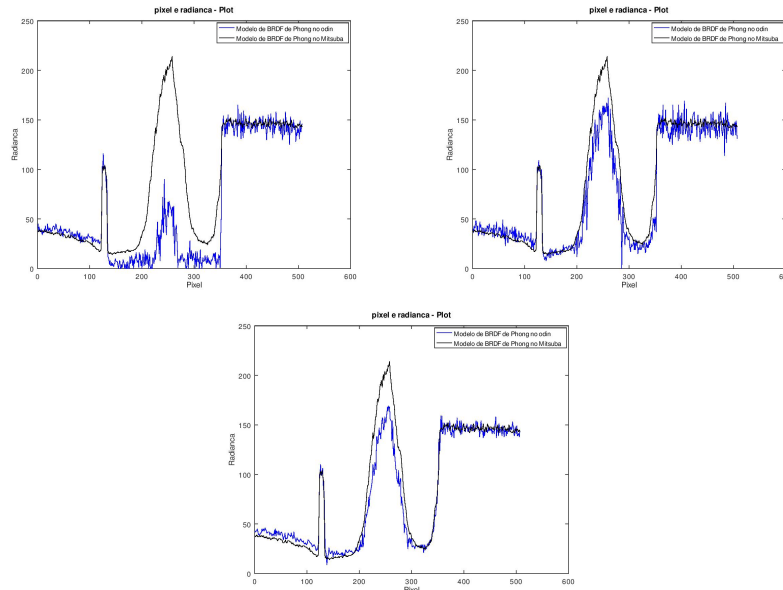 pixel e radianca - Plot
Modelo de BRDF de Phong no odin
Modelo de BRDF de Phong no Mitsuba
Radianca
250
200
150
100
50
0
0 100 200 300 400 500 600
Pixel
pixel e radianca - Plot
Modelo de BRDF de Phong no odin
Modelo de BRDF de Phong no Mitsuba
Radianca
250
200
150
100
50
0
0 100 200 300 400 500
Pixel
pixel e radianca - Plot
Modelo de BRDF de Phong no odin
Modelo de BRDF de Phong no Mitsuba
Radianca
250
200
150
100
50
0
0 100 200 300 400 500 600
Pixel